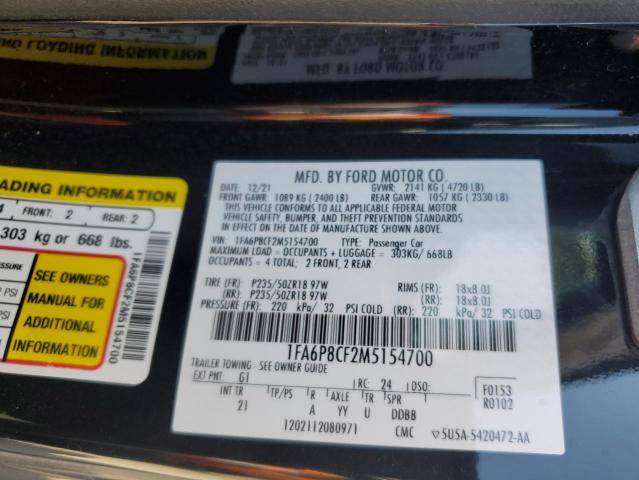 ADING INFORMATION
4 FRONT: 2 REAR: 2
303 kg or 668 lbs.
SEE OWNERS
MANUAL FOR
ADDITIONAL
INFORMATION
1FA6P8CF2M5154700
MFD. BY FORD MOTOR CO.
DATE: 12/21 GVWR: 2141 KG ( 4720 LB)
FRONT GAWR: 1089 KG ( 2400 LB) REAR GAWR: 1057 KG ( 2330 LB)
THIS VEHICLE CONFORMS TO ALL APPLICABLE FEDERAL MOTOR
VEHICLE SAFETY, BUMPER, AND THEFT PREVENTION STANDARDS
IN EFFECT ON THE DATE OF MANUFACTURE SHOWN ABOVE.
VIN: 1FA6P8CF2M5154700 TYPE: Passenger Car
MAXIMUM LOAD = OCCUPANTS + LUGGAGE = 303KG/ 668LB
OCCUPANTS = 4 TOTAL; 2 FRONT, 2 REAR
TIRE (FR): P235/50ZR18 97W RIMS (FR): 18x8.0J
(RR): P235/50ZR18 97W (RR): 18x8.0J
PRESSURE (FR): 220 kPa/ 32 PSI COLD (RR): 220 kPa/ 32 PSI COLD
1FA6P8CF2M5154700
TRAILER TOWING - SEE OWNER GUIDE
EXT PNT: G1 RC: 24 DSO: F0153
INT TR TP/PS R AXLE TR SPR R0102
21 A YY U DDBB
1202112080971 CMC 5U5A-5420472-AA